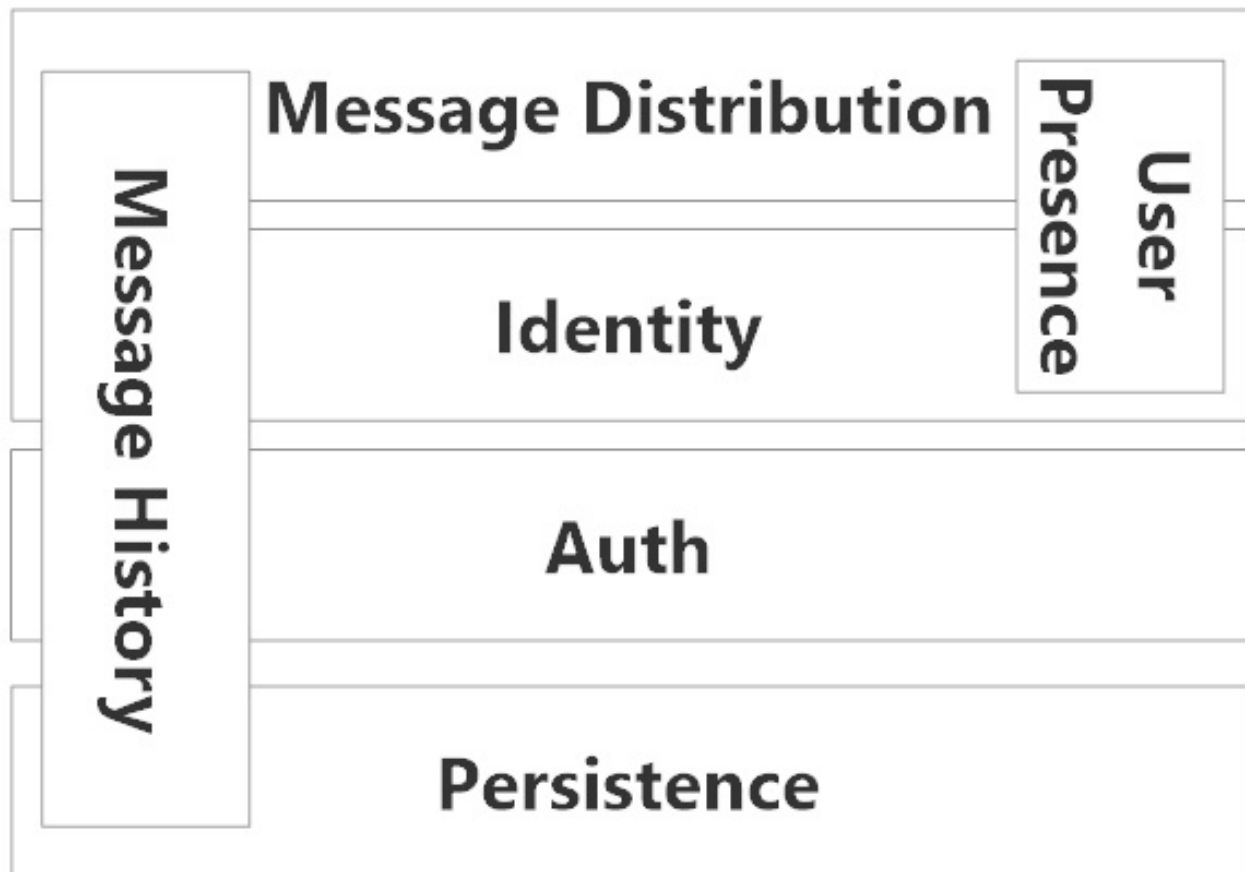 Message Distribution
User
Presence
Message History
Identity
Auth
Persistence